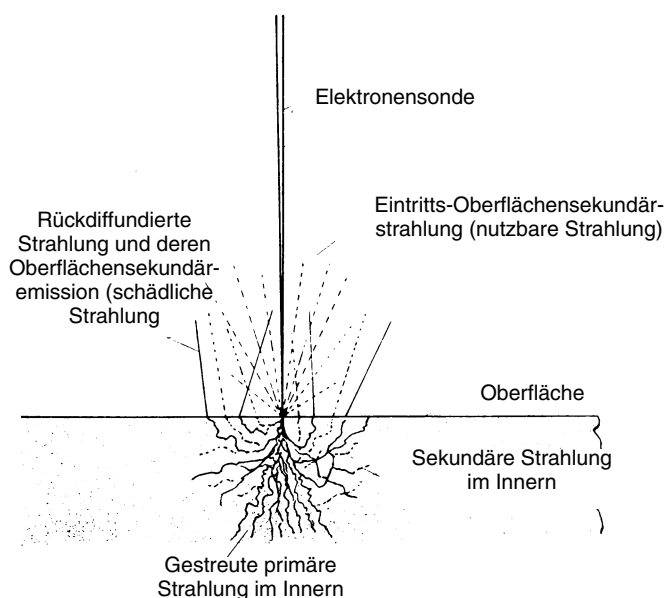 Elektronensonde
Eintritts-Oberflächensekundär-
strahlung (nutzbare Strahlung)
Rückdiffundierte
Strahlung und deren
Oberflächensekundär-
emission (schädliche
Strahlung
Oberfläche
Sekundäre Strahlung
im Innern
Gestreute primäre
Strahlung im Innern